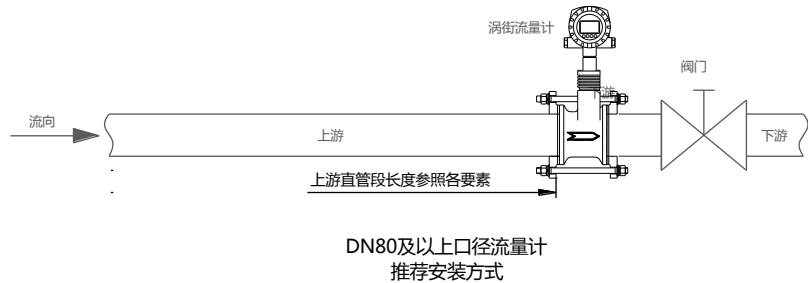 涡街流量计
阀门
下游
流向
上游
下游
上游直管段长度参照各要素
DN80及以上口径流量计
推荐安装方式